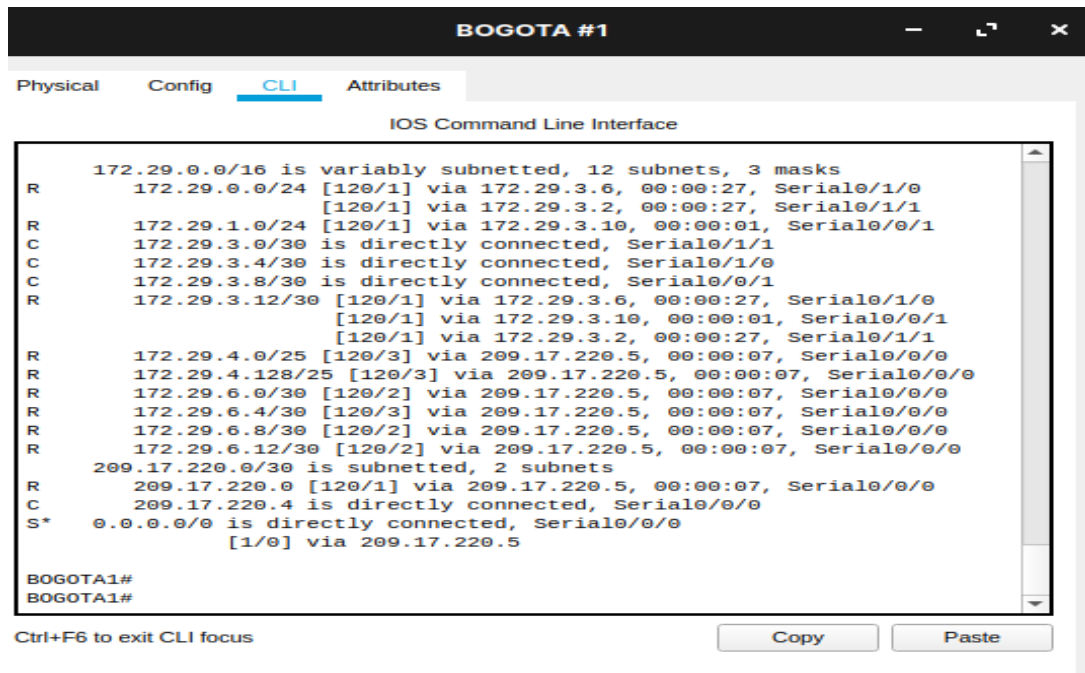 BOGOTA #1
Physical Config CLI Attributes
IOS Command Line Interface
172.29.0.0/16 is variably subnetted, 12 subnets, 3 masks
R 172.29.0.0/24 [120/1] via 172.29.3.6, 00:00:27, Serial0/1/0
[120/1] via 172.29.3.2, 00:00:27, Serial0/1/1
R 172.29.1.0/24 [120/1] via 172.29.3.10, 00:00:01, Serial0/0/1
C 172.29.3.0/30 is directly connected, Serial0/1/1
C 172.29.3.4/30 is directly connected, Serial0/1/0
C 172.29.3.8/30 is directly connected, Serial0/0/1
R 172.29.3.12/30 [120/1] via 172.29.3.6, 00:00:27, Serial0/1/0
[120/1] via 172.29.3.10, 00:00:01, Serial0/0/1
[120/1] via 172.29.3.2, 00:00:27, Serial0/1/1
R 172.29.4.0/25 [120/3] via 209.17.220.5, 00:00:07, Serial0/0/0
R 172.29.4.128/25 [120/3] via 209.17.220.5, 00:00:07, Serial0/0/0
R 172.29.6.0/30 [120/2] via 209.17.220.5, 00:00:07, Serial0/0/0
R 172.29.6.4/30 [120/3] via 209.17.220.5, 00:00:07, Serial0/0/0
R 172.29.6.8/30 [120/2] via 209.17.220.5, 00:00:07, Serial0/0/0
R 172.29.6.12/30 [120/2] via 209.17.220.5, 00:00:07, Serial0/0/0
209.17.220.0/30 is subnetted, 2 subnets
R 209.17.220.0 [120/1] via 209.17.220.5, 00:00:07, Serial0/0/0
C 209.17.220.4 is directly connected, Serial0/0/0
S* 0.0.0.0/0 is directly connected, Serial0/0/0
[1/0] via 209.17.220.5
BOGOTA1#
BOGOTA1#
Ctrl+F6 to exit CLI focus Copy Paste